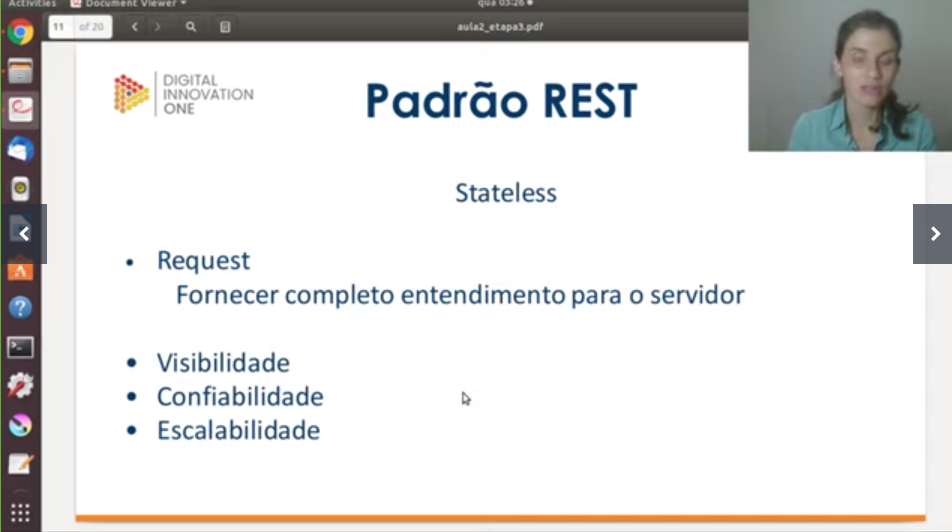 Activities
Document Viewer
qua 03:26
11 of 20
aula2_etapa3.pdf
DIGITAL
INNOVATION
ONE
Padrão REST
Stateless
• Request
Fornecer completo entendimento para o servidor
• Visibilidade
• Confiabilidade
• Escalabilidade